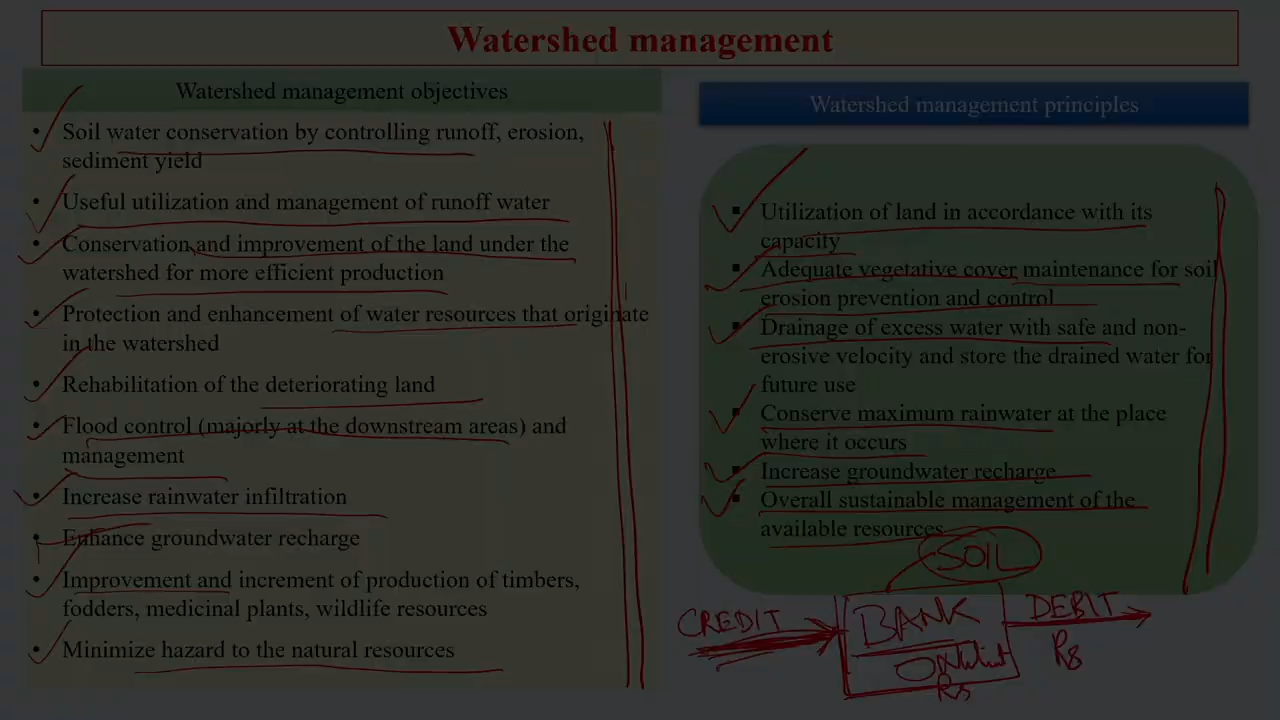 Watershed management
Watershed management objectives
• Soil water conservation by controlling runoff, erosion,
sediment yield
• Useful utilization and management of runoff water
• Conservation and improvement of the land under the
watershed for more efficient production
• Protection and enhancement of water resources that originate
in the watershed
• Rehabilitation of the deteriorating land
• Flood control (majorly at the downstream areas) and
management
• Increase rainwater infiltration
• Enhance groundwater recharge
• Improvement and increment of production of timbers,
fodders, medicinal plants, wildlife resources
• Minimize hazard to the natural resources
Watershed management principles
▪ Utilization of land in accordance with its
capacity
▪ Adequate vegetative cover maintenance for soil
erosion prevention and control
▪ Drainage of excess water with safe and non-
erosive velocity and store the drained water for
future use
▪ Conserve maximum rainwater at the place
where it occurs
▪ Increase groundwater recharge
▪ Overall sustainable management of the
available resources
SOIL
CREDIT
BANK
DEBIT
Rs
Rs